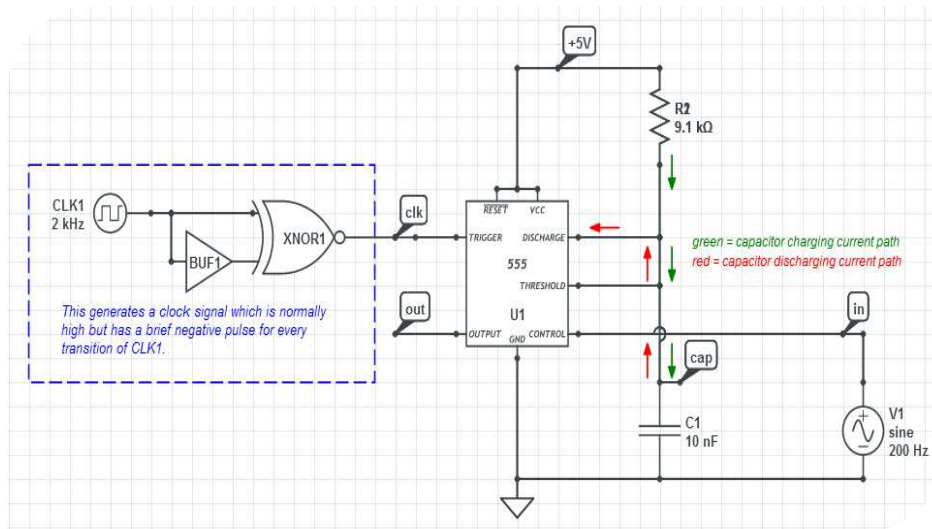 +5V
R2
9.1 kΩ
CLK1
2 kHz
XNOR1
BUF1
clk
RESET VCC
TRIGGER DISCHARGE
555
THRESHOLD
U1
OUTPUT GND CONTROL
out
in
cap
green = capacitor charging current path
red = capacitor discharging current path
This generates a clock signal which is normally
high but has a brief negative pulse for every
transition of CLK1.
C1
10 nF
V1
sine
200 Hz